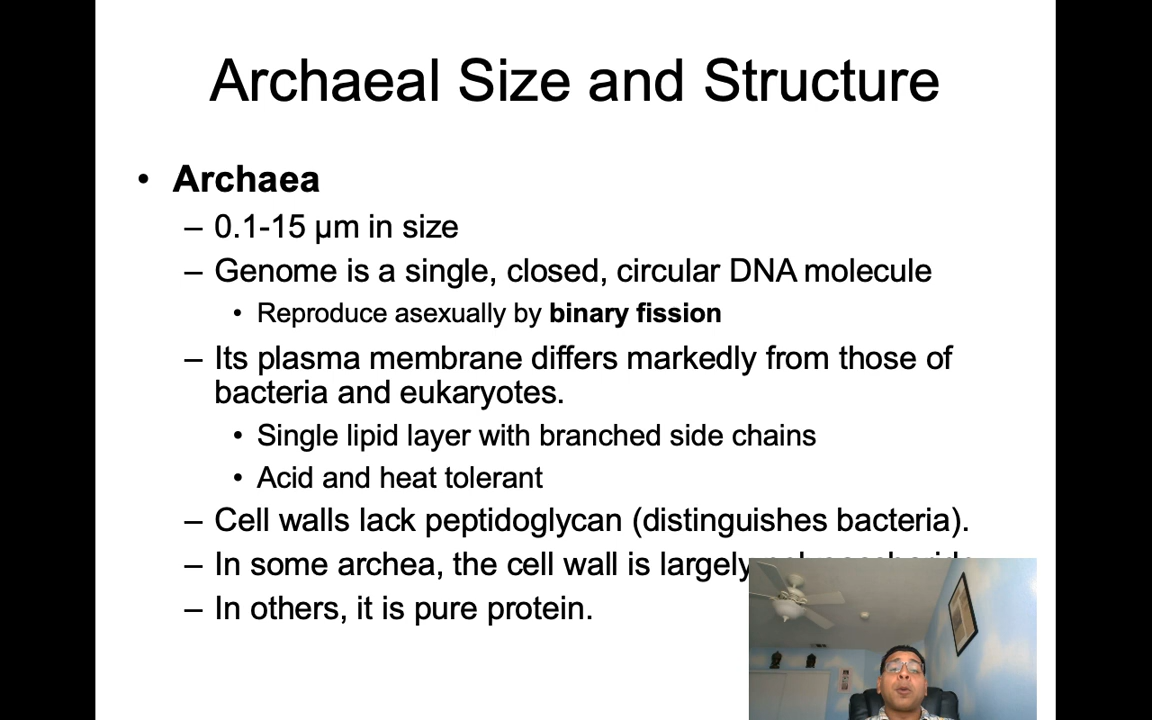 Archaeal Size and Structure
• Archaea
– 0.1-15 µm in size
– Genome is a single, closed, circular DNA molecule
• Reproduce asexually by binary fission
– Its plasma membrane differs markedly from those of
bacteria and eukaryotes.
• Single lipid layer with branched side chains
• Acid and heat tolerant
– Cell walls lack peptidoglycan (distinguishes bacteria).
– In some archea, the cell wall is largely
– In others, it is pure protein.